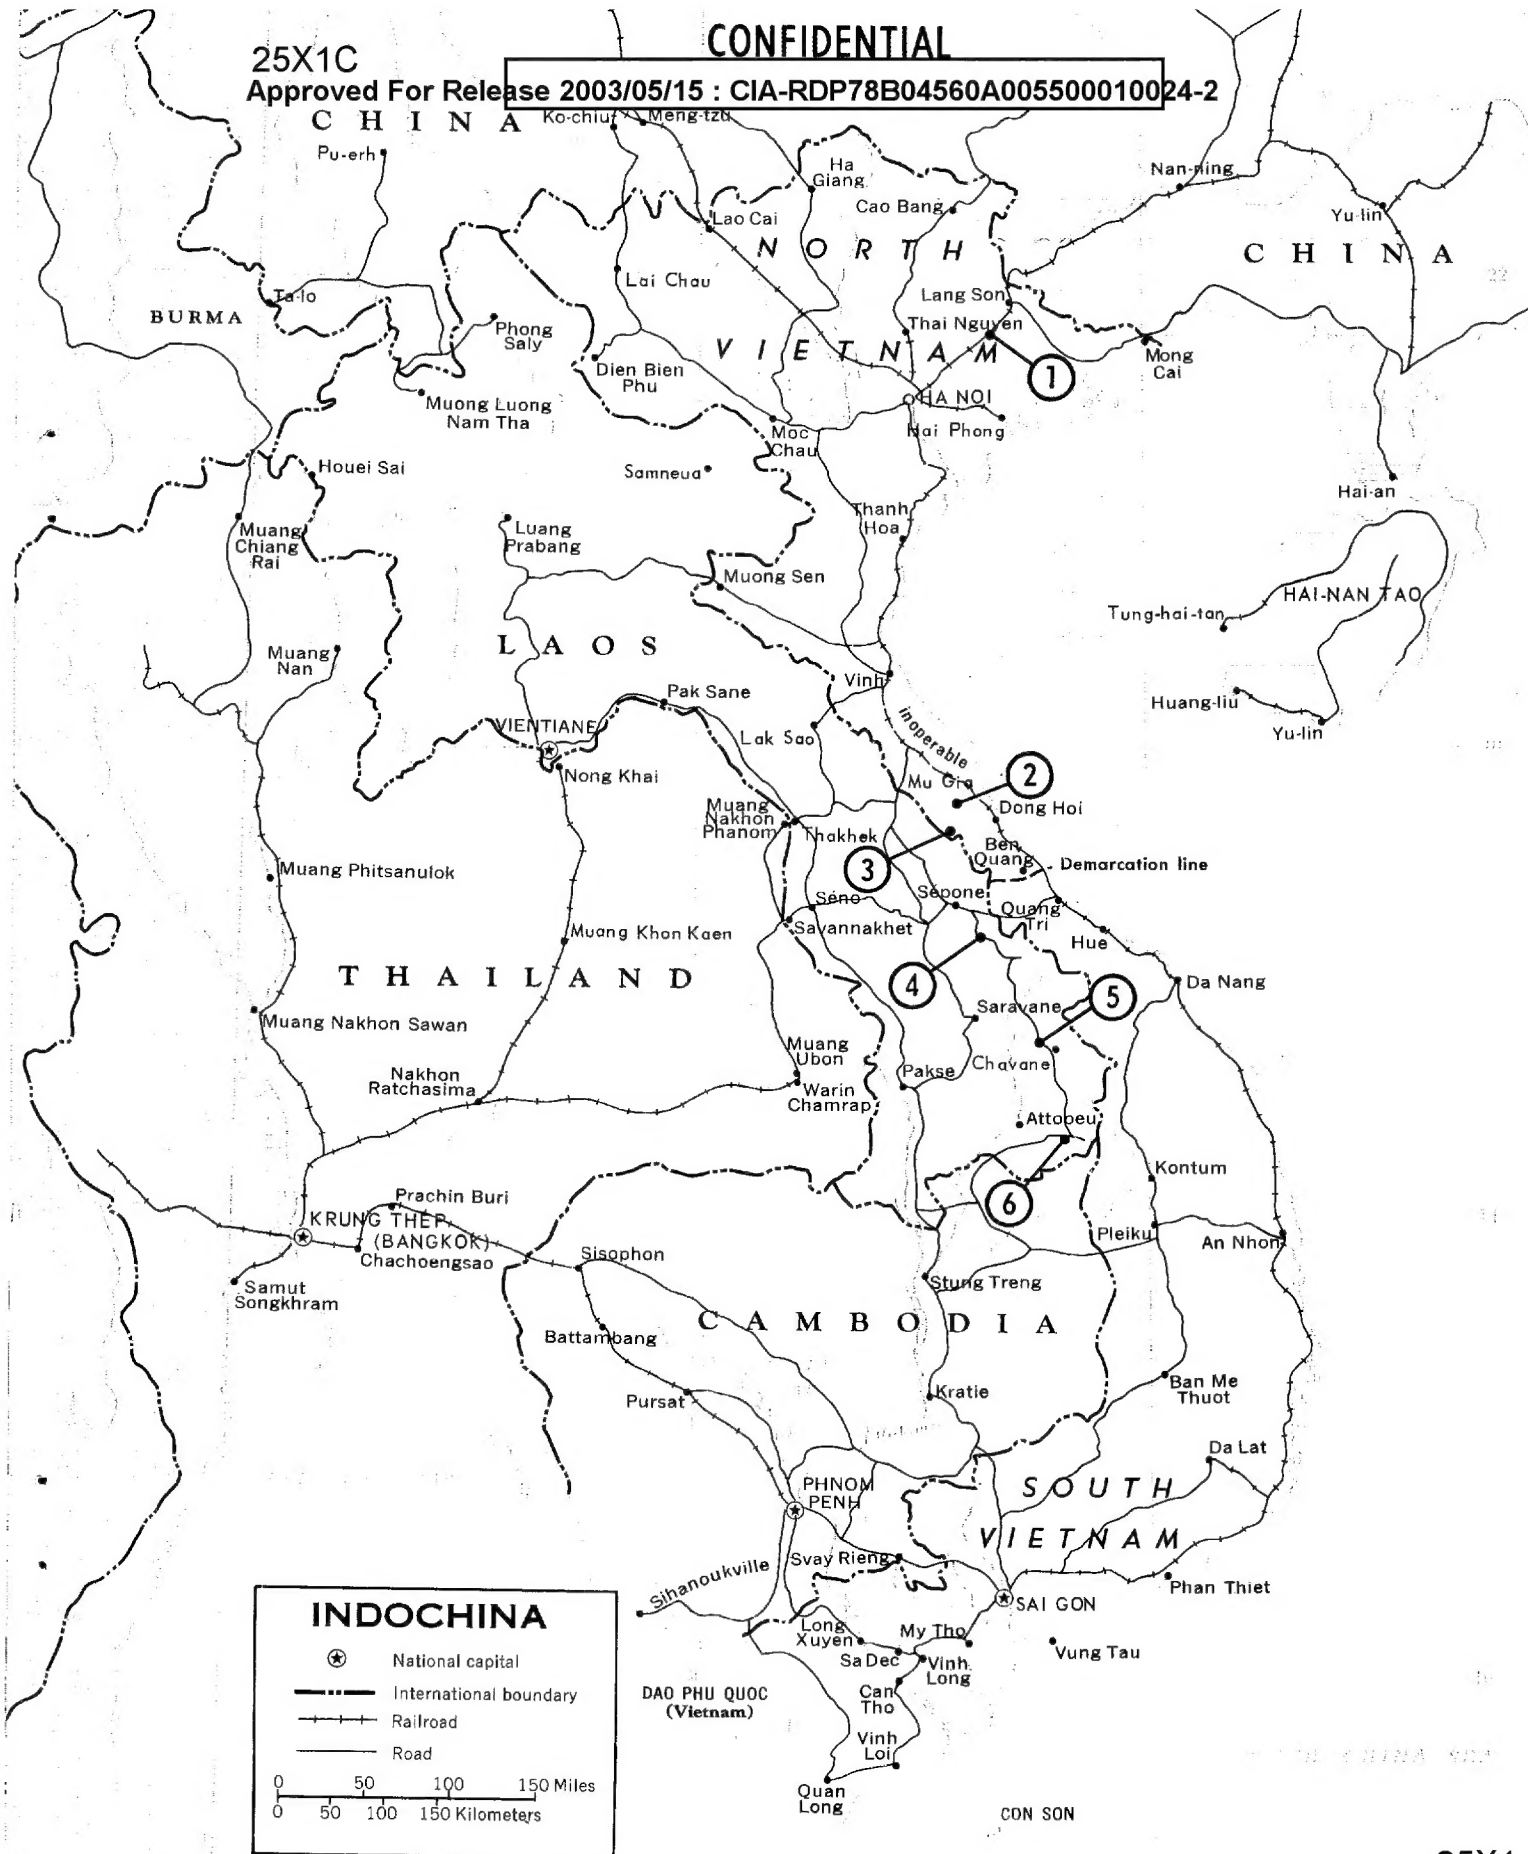 CONFIDENTIAL
25X1C
Approved For Release 2003/05/15 : CIA-RDP78B04560A005500010024-2
CHINA
Ko-chiu
Meng-tzu
Pu-erh
Ha
Giang
Cao Bang
Nan-ning
Yu-lin
Lao Cai
NORTH
CHINA
Lai Chau
22
Ta-lo
BURMA
Lang Son
Phong
Saly
Thai Nguyen
VIETNAM
Mong
Cai
Dien Bien
Phu
1
HA NOI
Muong Luong
Nam Tha
Hai Phong
Moc
Chau
Houei Sai
Samneua
Hai-an
Thanh
Hoa
Muang
Chiang
Rai
Luang
Prabang
Muong Sen
HAI-NAN TAO
Tung-hai-tan
LAOS
Muang
Nan
Vinh
Pak Sane
Huang-liu
Yu-lin
inoperable
VIENTIANE
Lak Sao
Nong Khai
Mu Gia
2
Muang
Nakhon
Phanom
Thakhek
Dong Hoi
Ben
Quang
3
Demarcation line
Muang Phitsanulok
Séno
Sépone
Quang
Tri
Savannakhet
Muang Khon Kaen
Hue
THAILAND
4
Da Nang
5
Saravane
Muang Nakhon Sawan
Muang
Ubon
Nakhon
Ratchasima
Pakse
Chavane
Warin
Chamrap
Attopeu
Kontum
Prachin Buri
6
KRUNG THEP
(BANGKOK)
Pleiku
An Nhon
Chachoengsao
Sisophon
Samut
Songkhram
Stung Treng
CAMBODIA
Battambang
Kratie
Pursat
Ban Me
Thuot
Da Lat
PHNOM
PENH
SOUTH
VIETNAM
Svay Rieng
Sihanoukville
Phan Thiet
SAI GON
Long
Xuyen
My Tho
Sa Dec
Vinh
Long
Vung Tau
Can
Tho
DAO PHU QUOC
(Vietnam)
Vinh
Loi
Quan
Long
CON SON
INDOCHINA
National capital
International boundary
Railroad
Road
0 50 100 150 Miles
0 50 100 150 Kilometers